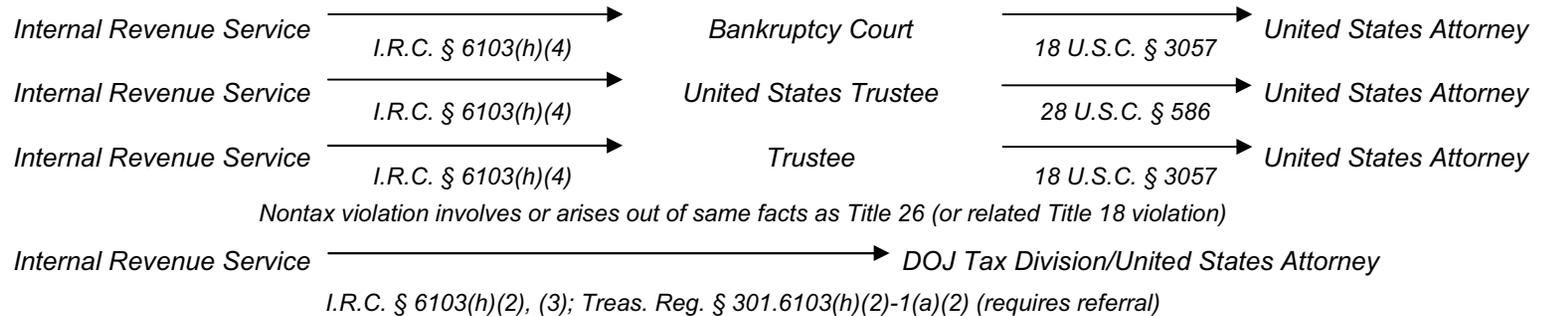 Internal Revenue Service Bankruptcy Court United States Attorney
I.R.C. § 6103(h)(4) 18 U.S.C. § 3057
Internal Revenue Service United States Trustee United States Attorney
I.R.C. § 6103(h)(4) 28 U.S.C. § 586
Internal Revenue Service Trustee United States Attorney
I.R.C. § 6103(h)(4) 18 U.S.C. § 3057
Nontax violation involves or arises out of same facts as Title 26 (or related Title 18 violation)
Internal Revenue Service DOJ Tax Division/United States Attorney
I.R.C. § 6103(h)(2), (3); Treas. Reg. § 301.6103(h)(2)-1(a)(2) (requires referral)